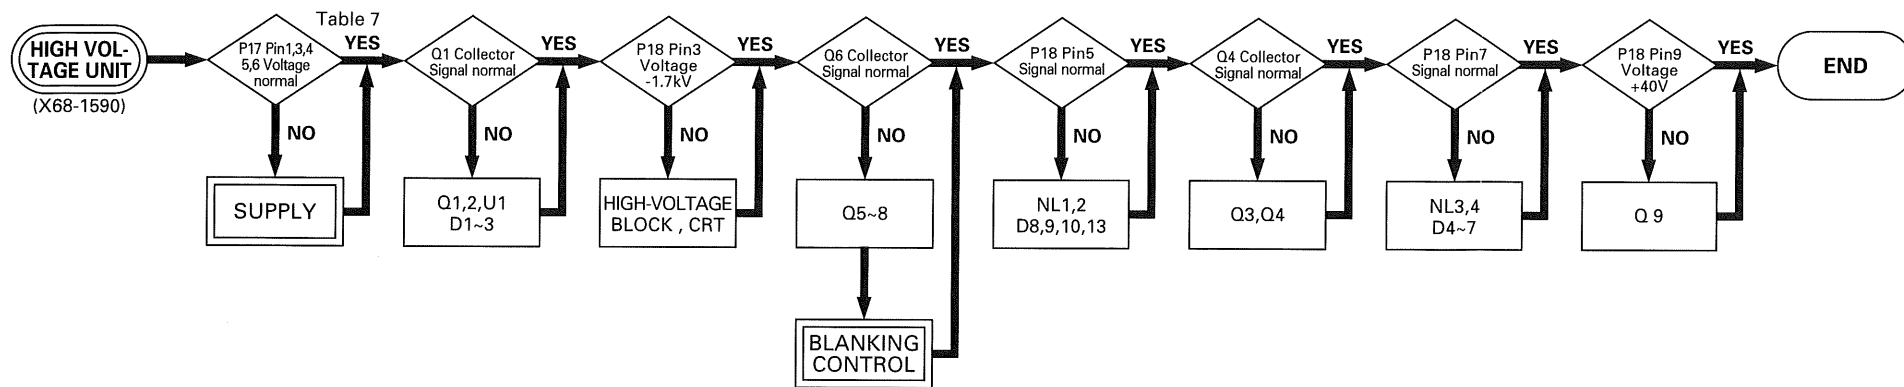 HIGH VOL-
TAGE UNIT
(X68-1590)
Table 7
P17 Pin1,3,4
5,6 Voltage
normal
YES
NO
SUPPLY
Q1 Collector
Signal normal
YES
NO
Q1,2,U1
D1~3
P18 Pin3
Voltage
-1.7kV
YES
NO
HIGH-VOLTAGE
BLOCK , CRT
Q6 Collector
Signal normal
YES
NO
Q5~8
BLANKING
CONTROL
P18 Pin5
Signal normal
YES
NO
NL1,2
D8,9,10,13
Q4 Collector
Signal normal
YES
NO
Q3,Q4
P18 Pin7
Signal normal
YES
NO
NL3,4
D4~7
P18 Pin9
Voltage
+40V
YES
NO
Q 9
END